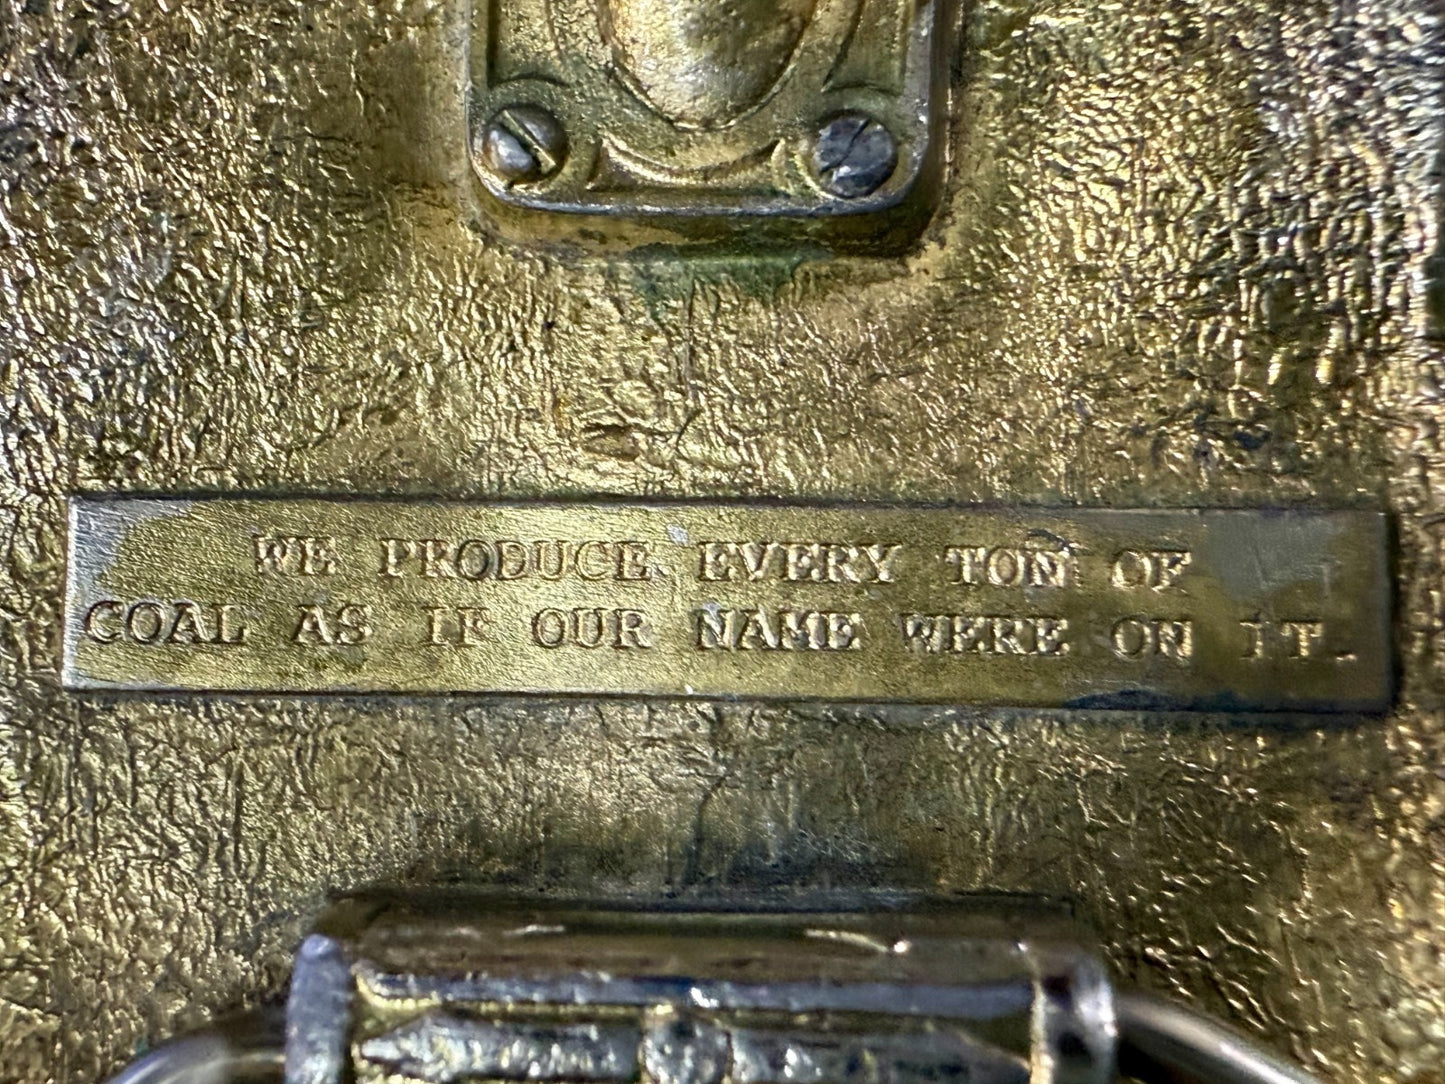 WE PRODUCE EVERY TON OF
COAL AS IF OUR NAME WERE ON IT.